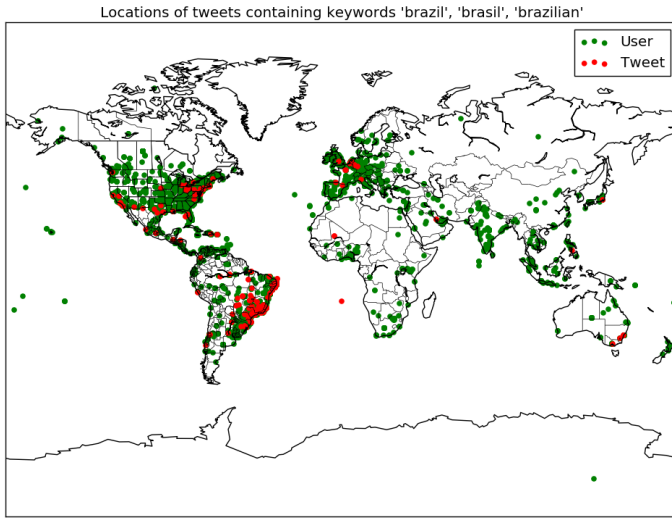 Locations of tweets containing keywords 'brazil', 'brasil', 'brazilian'
User
Tweet